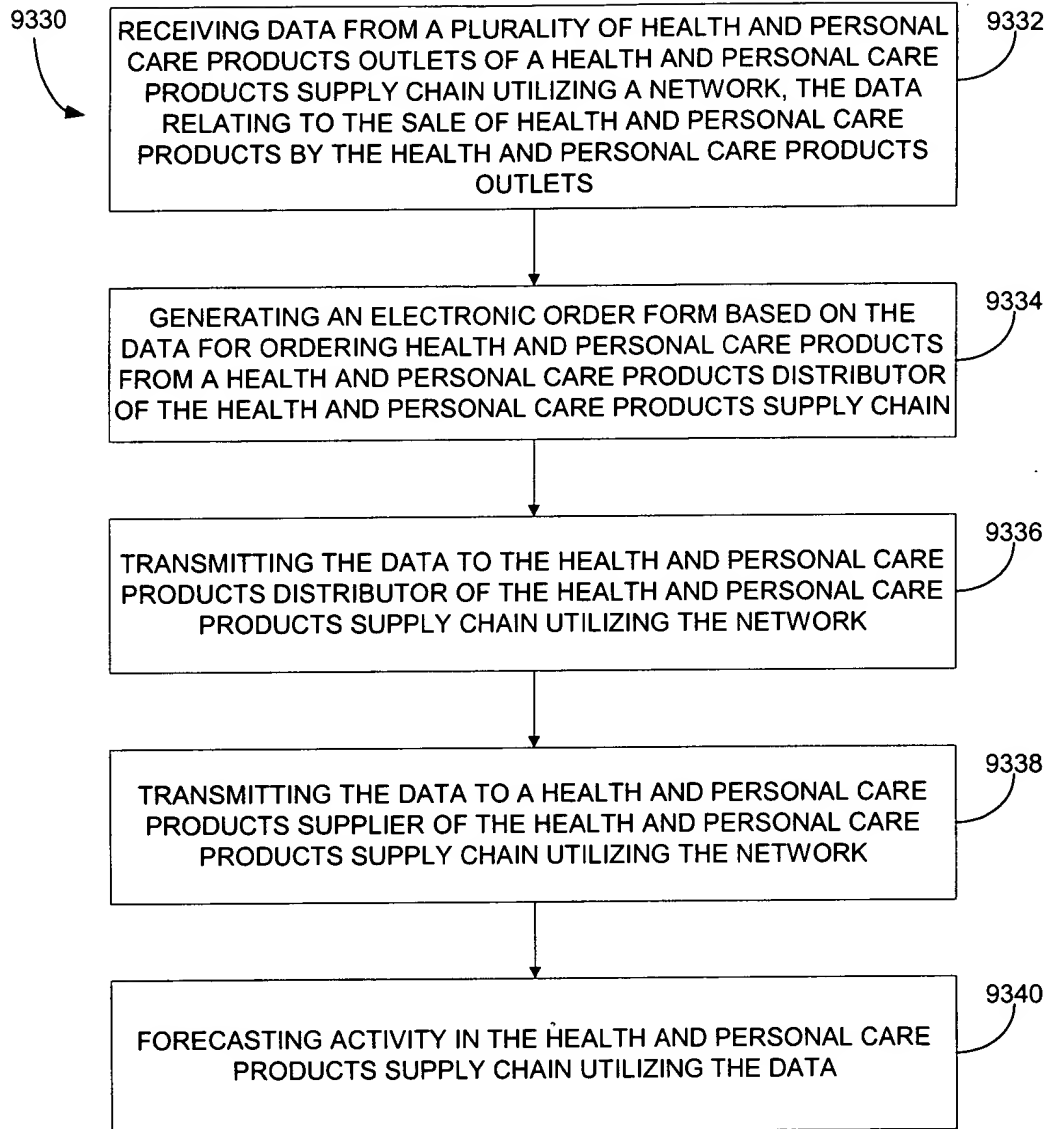 9330
RECEIVING DATA FROM A PLURALITY OF HEALTH AND PERSONAL
CARE PRODUCTS OUTLETS OF A HEALTH AND PERSONAL CARE
PRODUCTS SUPPLY CHAIN UTILIZING A NETWORK, THE DATA
RELATING TO THE SALE OF HEALTH AND PERSONAL CARE
PRODUCTS BY THE HEALTH AND PERSONAL CARE PRODUCTS
OUTLETS
9332
GENERATING AN ELECTRONIC ORDER FORM BASED ON THE
DATA FOR ORDERING HEALTH AND PERSONAL CARE PRODUCTS
FROM A HEALTH AND PERSONAL CARE PRODUCTS DISTRIBUTOR
OF THE HEALTH AND PERSONAL CARE PRODUCTS SUPPLY CHAIN
9334
TRANSMITTING THE DATA TO THE HEALTH AND PERSONAL CARE
PRODUCTS DISTRIBUTOR OF THE HEALTH AND PERSONAL CARE
PRODUCTS SUPPLY CHAIN UTILIZING THE NETWORK
9336
TRANSMITTING THE DATA TO A HEALTH AND PERSONAL CARE
PRODUCTS SUPPLIER OF THE HEALTH AND PERSONAL CARE
PRODUCTS SUPPLY CHAIN UTILIZING THE NETWORK
9338
FORECASTING ACTIVITY IN THE HEALTH AND PERSONAL CARE
PRODUCTS SUPPLY CHAIN UTILIZING THE DATA
9340